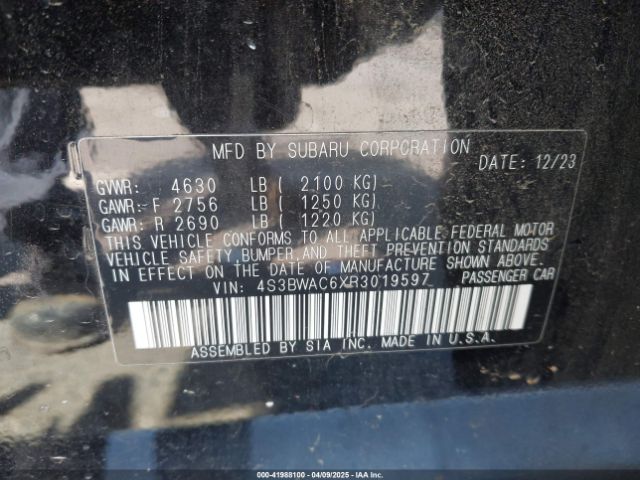 MFD BY SUBARU CORPCRATION DATE: 12/23
GVWR: 4630 LB ( 2100 KG)
GAWR: F 2756 LB ( 1250 KG)
GAWR: R 2690 LB ( 1220 KG)
THIS VEHICLE CONFORMS TO ALL APPLICABLE FEDERAL MOTOR
VEHICLE SAFETY, BUMPER, AND THEFT PREVENTION STANDARDS
IN EFFECT ON THE DATE OF MANUFACTURE SHOWN ABOVE.
VIN: 4S3BWAC6XR3019597 PASSENGER CAR
ASSEMBLED BY SIA INC. MADE IN U.S.A.
000-41988100 - 04/09/2025 - IAAI.COM